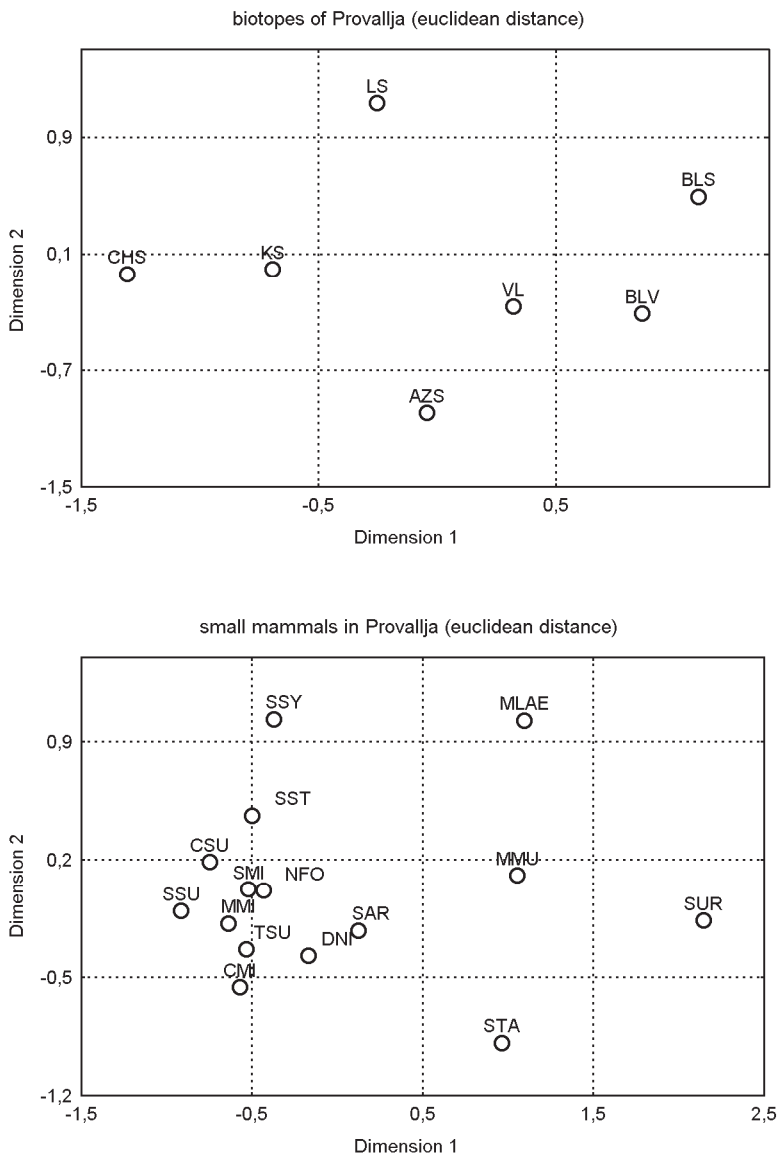 biotopes of Provallja (euclidean distance)
LS
0,9
BLS
0,1
CHS
KS
VL
BLV
Dimension 2
-0,7
AZS
-1,5
-1,5 -0,5 0,5
Dimension 1
small mammals in Provallja (euclidean distance)
SSY
MLAE
0,9
SST
0,2
CSU
MMU
SMI
NFO
SSU
MMI
SUR
SAR
TSU
DNI
Dimension 2
CMI
-0,5
STA
-1,2
-1,5 -0,5 0,5 1,5 2,5
Dimension 1